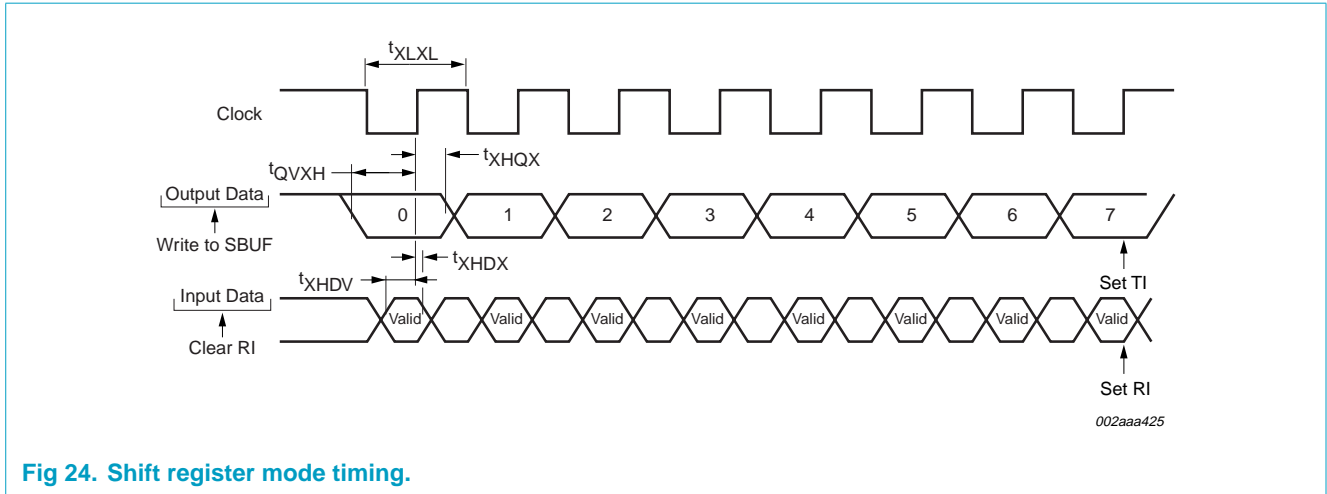 tXLXL
Clock
tXHQX
tQVXH
Output Data
0 1 2 3 4 5 6 7
Write to SBUF
tXHDX
Set TI
tXHDV
Input Data
Valid Valid Valid Valid Valid Valid Valid Valid
Clear RI
Set RI
002aaa425
Fig 24. Shift register mode timing.